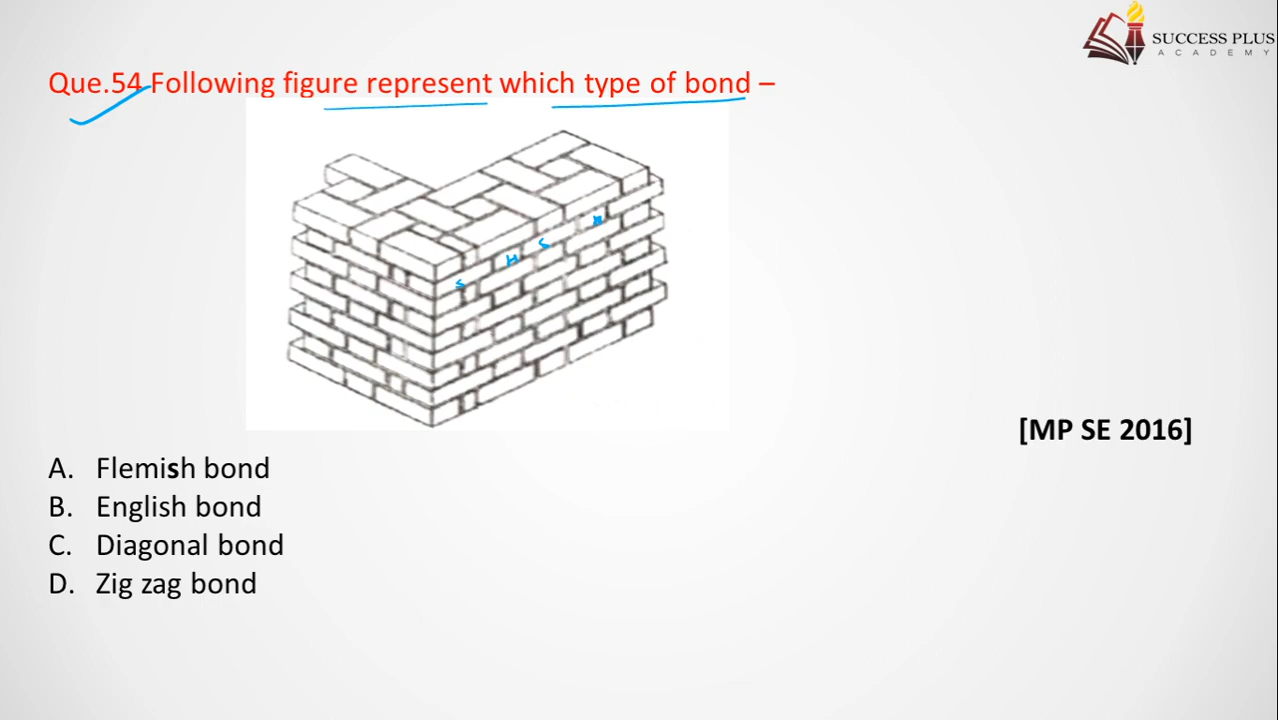 SUCCESS PLUS
ACADEMY
Que.54 Following figure represent which type of bond –
S H S H
[MP SE 2016]
A. Flemish bond
B. English bond
C. Diagonal bond
D. Zig zag bond